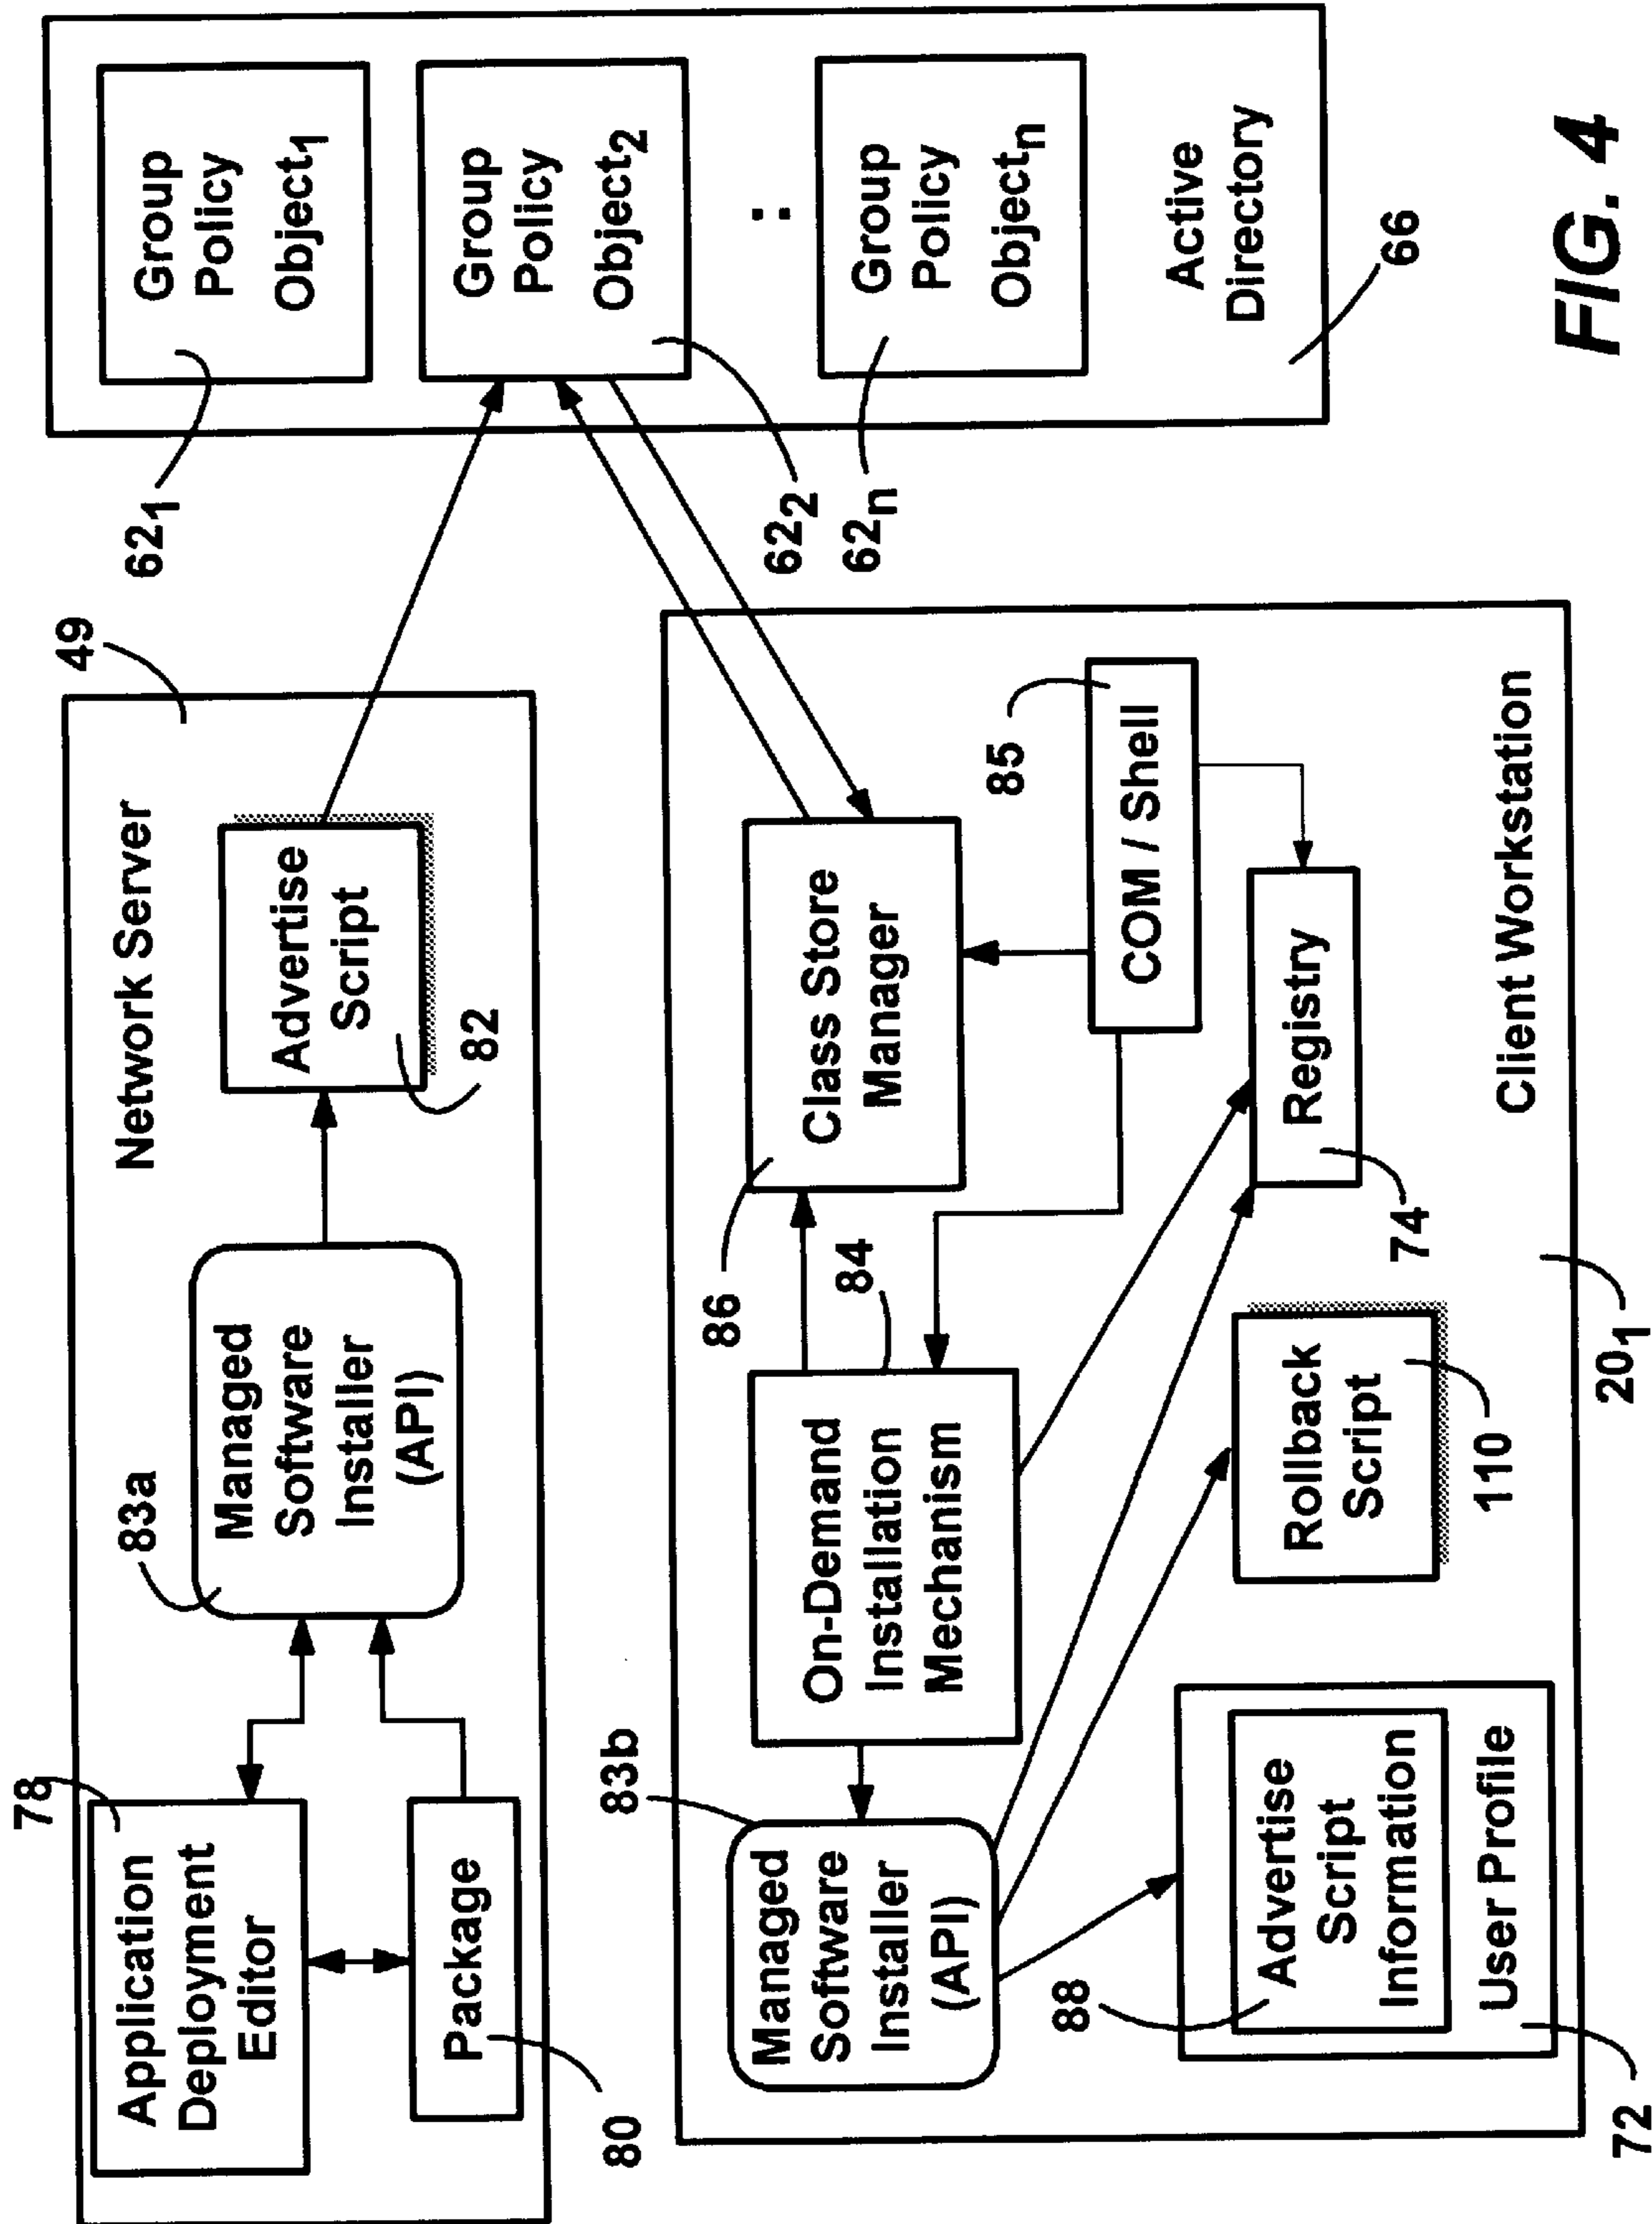 78
Application
Deployment
Editor
Package
80
83a
Managed
Software
Installer
(API)
Network Server
49
Advertise
Script
82
62₁
Group
Policy
Object₁
Group
Policy
Object₂
62₂
:
Group
Policy
Objectₙ
62ₙ
Active
Directory
66
83b
Managed
Software
Installer
(API)
On-Demand
Installation
Mechanism
84
86
Class Store
Manager
85
COM / Shell
88
Advertise
Script
Information
User Profile
72
Rollback
Script
110
Registry
74
Client Workstation
20₁
FIG. 4